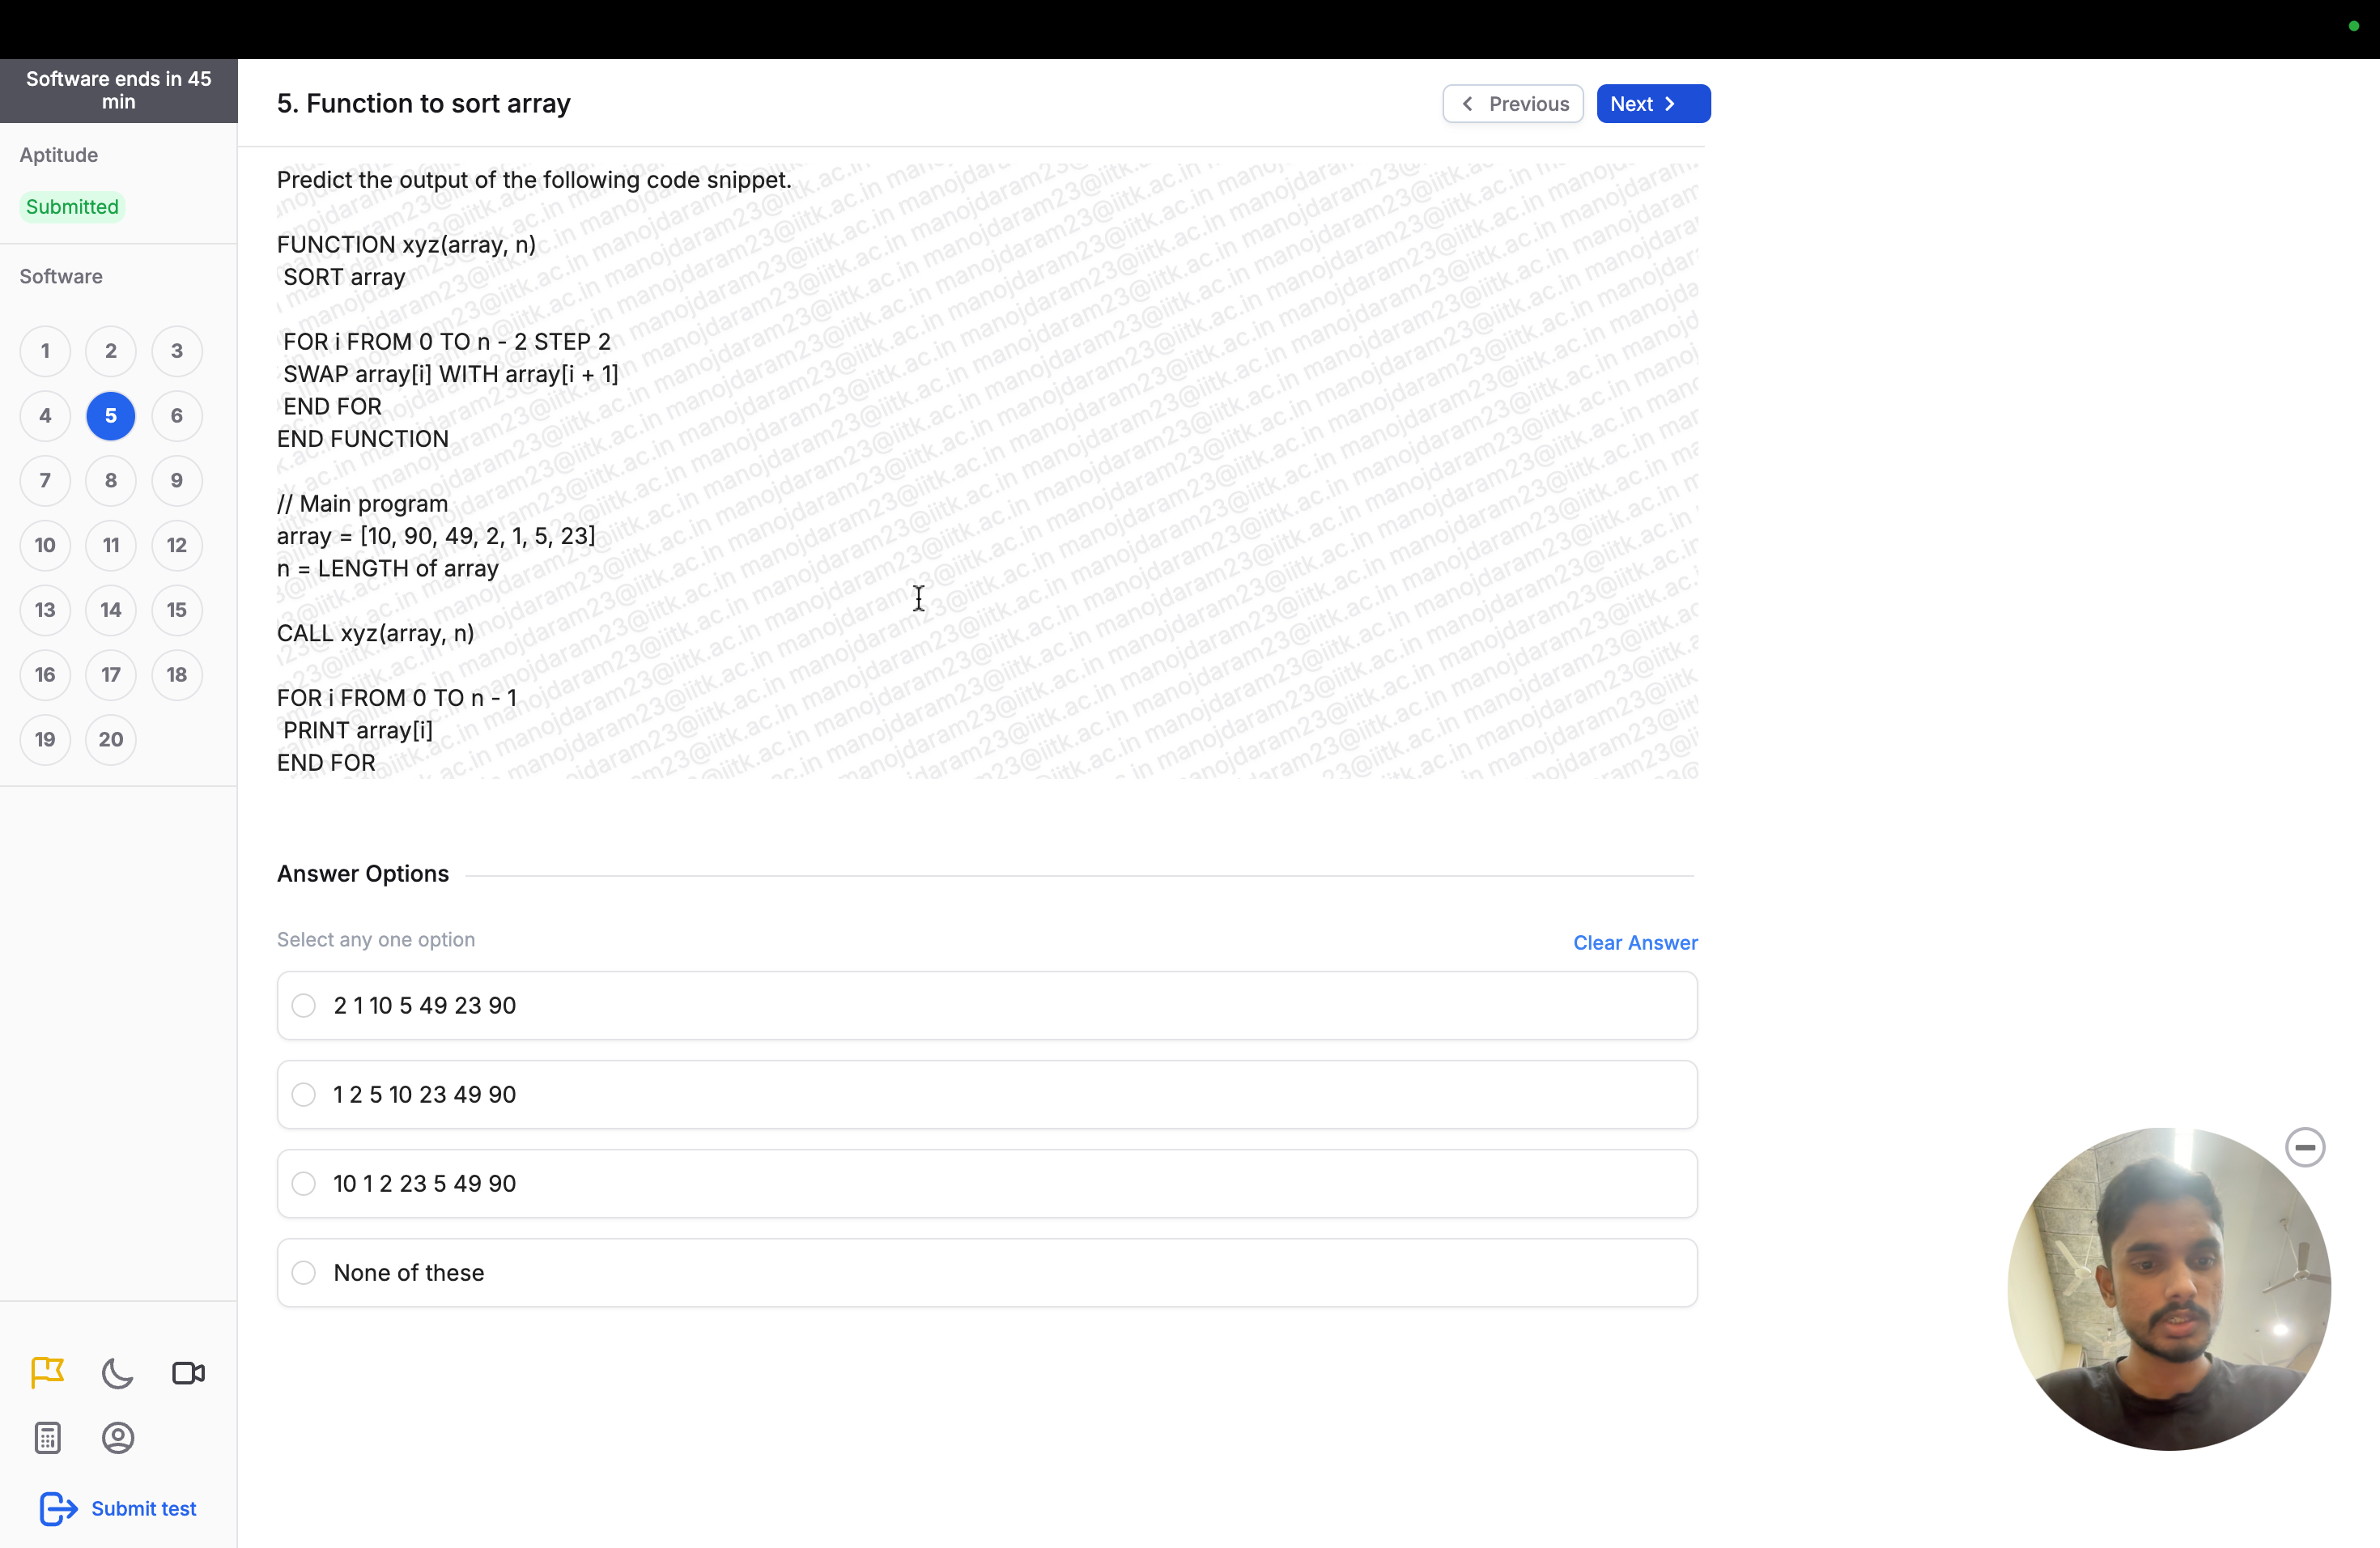 Software ends in 45
min
Aptitude
Submitted
Software
1 2 3
4 5 6
7 8 9
10 11 12
13 14 15
16 17 18
19 20
Submit test
5. Function to sort array
Previous
Next
Predict the output of the following code snippet.
FUNCTION xyz(array, n)
SORT array
FOR i FROM 0 TO n - 2 STEP 2
SWAP array[i] WITH array[i + 1]
END FOR
END FUNCTION
// Main program
array = [10, 90, 49, 2, 1, 5, 23]
n = LENGTH of array
CALL xyz(array, n)
FOR i FROM 0 TO n - 1
PRINT array[i]
END FOR
manojdaram23@iitk.ac.in
Answer Options
Select any one option
Clear Answer
2 1 10 5 49 23 90
1 2 5 10 23 49 90
10 1 2 23 5 49 90
None of these